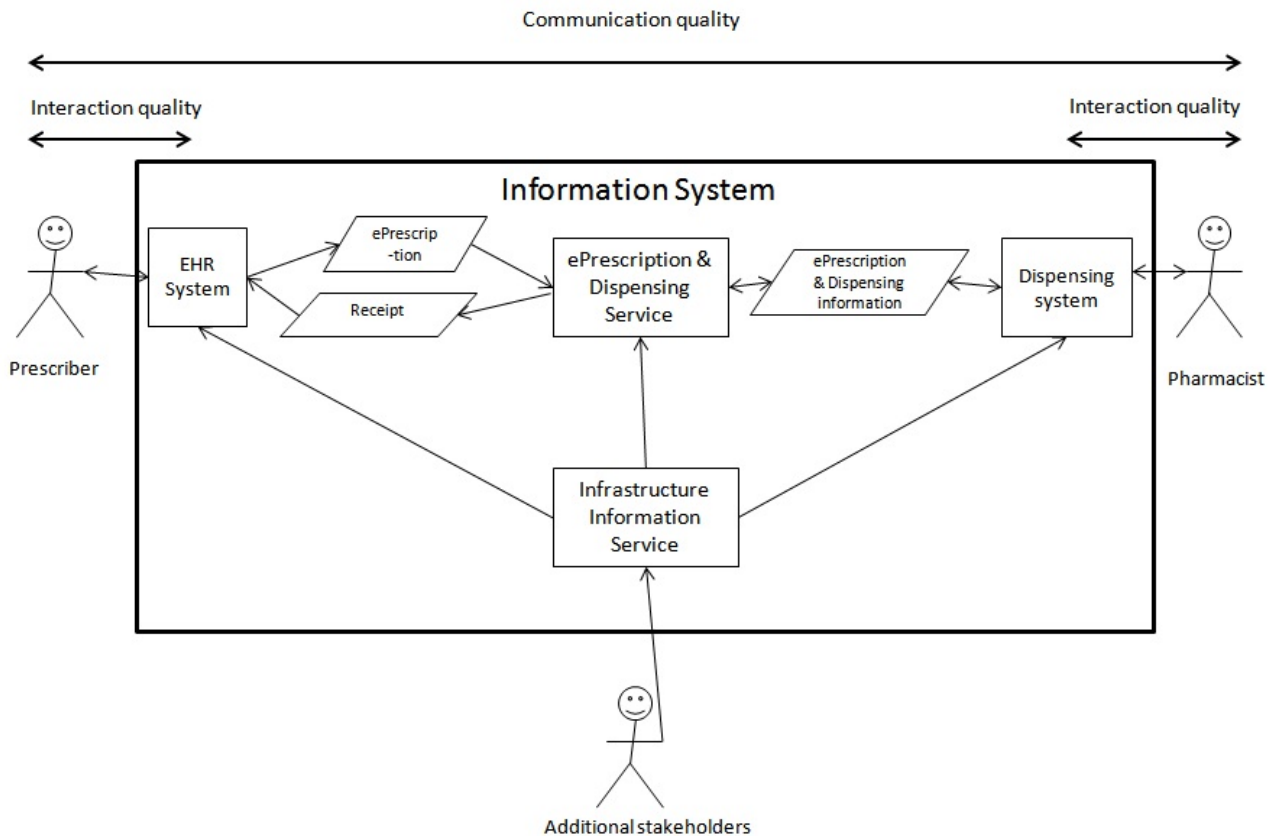 Communication quality
Interaction quality
Interaction quality
Information System
EHR
System
ePrescrip
-tion
Receipt
ePrescription &
Dispensing
Service
ePrescription
& Dispensing
information
Dispensing
system
Prescriber
Pharmacist
Infrastructure
Information
Service
Additional stakeholders